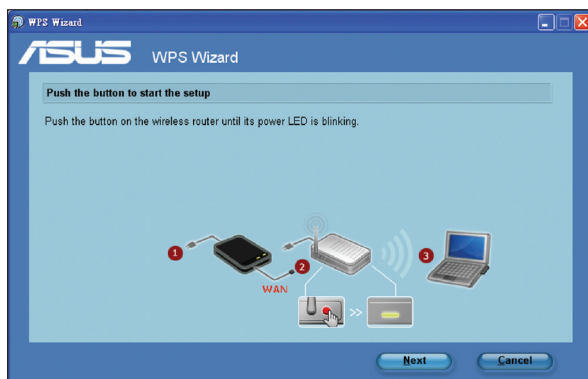 WPS Wizard
ASUS WPS Wizard
Push the button to start the setup
Push the button on the wireless router until its power LED is blinking.
1
2
3
WAN
>>
Next
Cancel